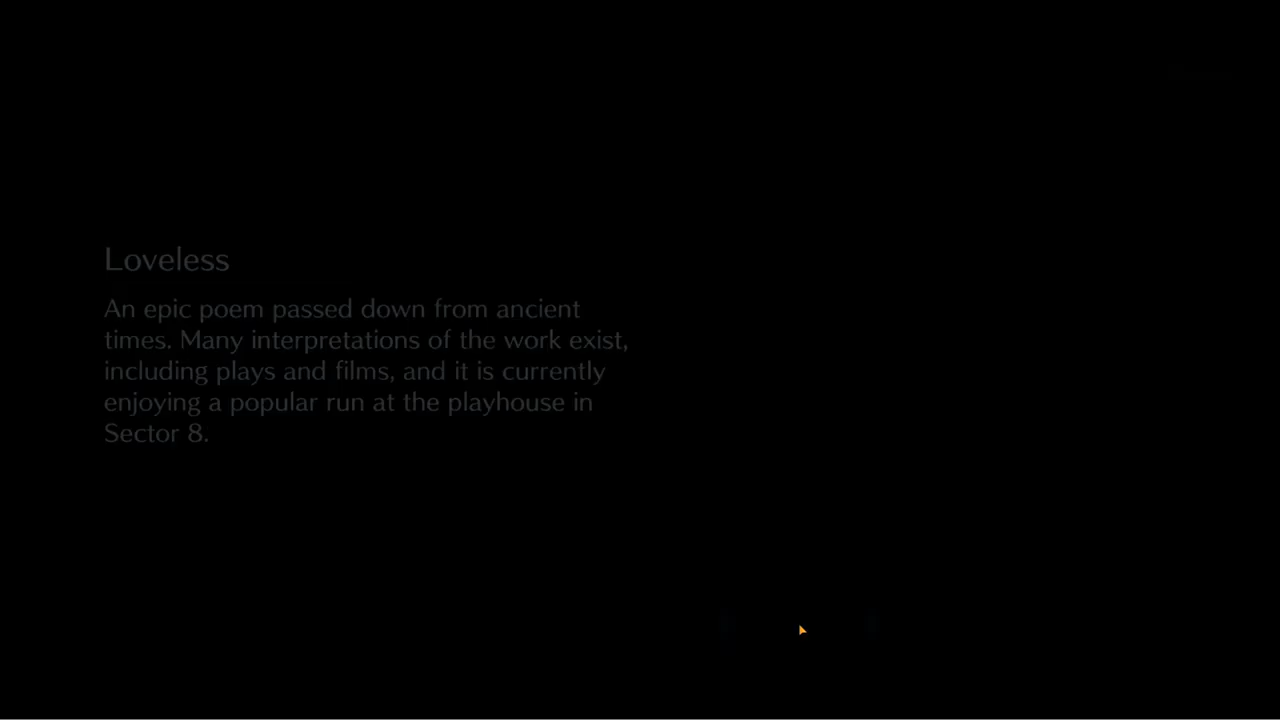 Loveless
An epic poem passed down from ancient
times. Many interpretations of the work exist,
including plays and films, and it is currently
enjoying a popular run at the playhouse in
Sector 8.